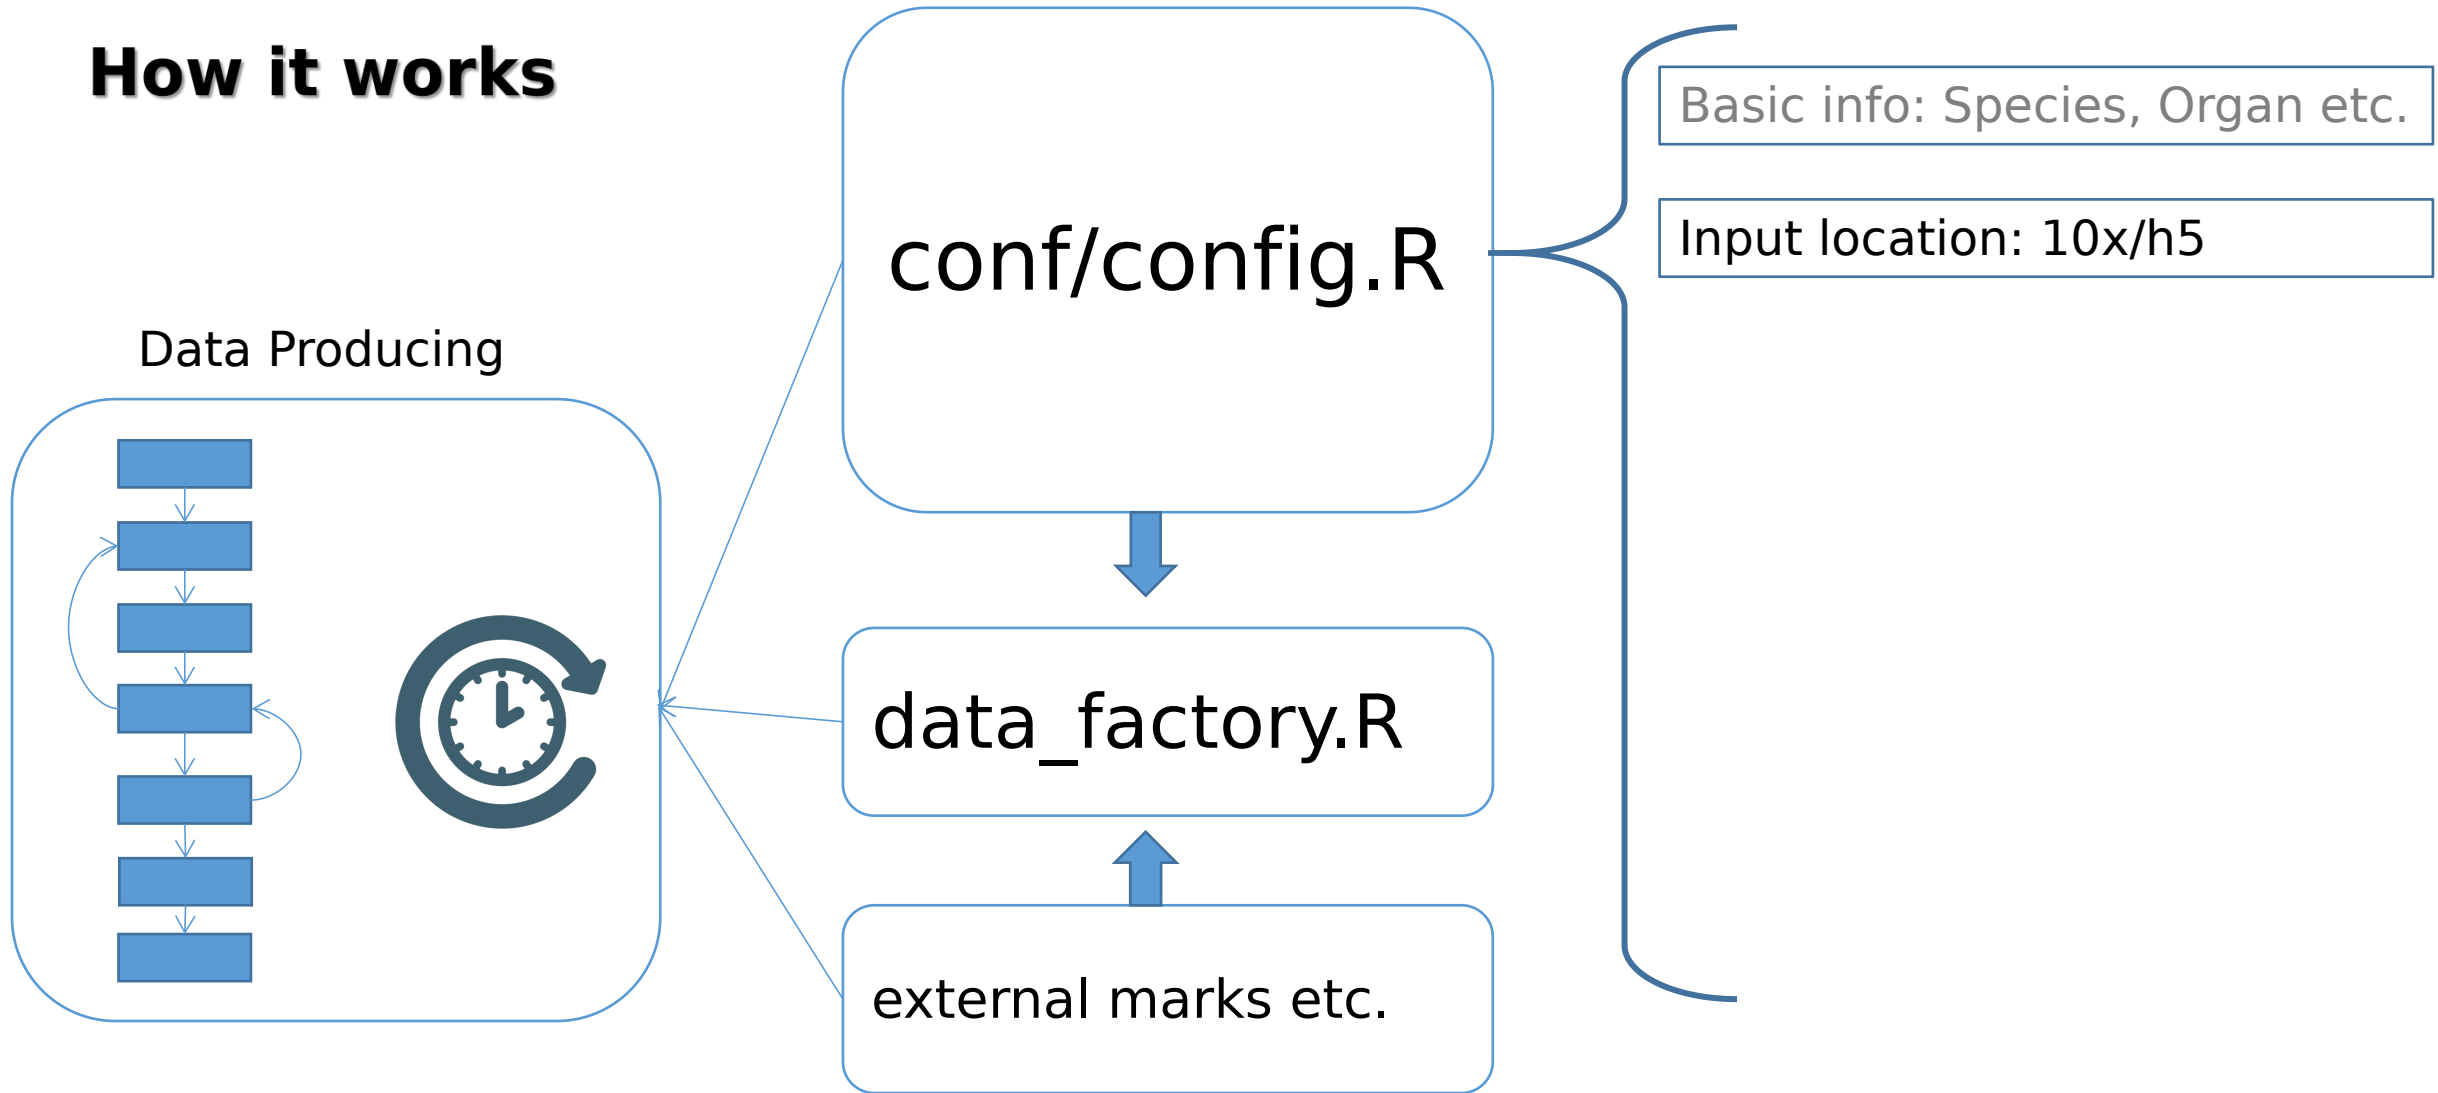 How it works
Data Producing
conf/config.R
data_factory.R
external marks etc.
Basic info: Species, Organ etc.
Input location: 10x/h5